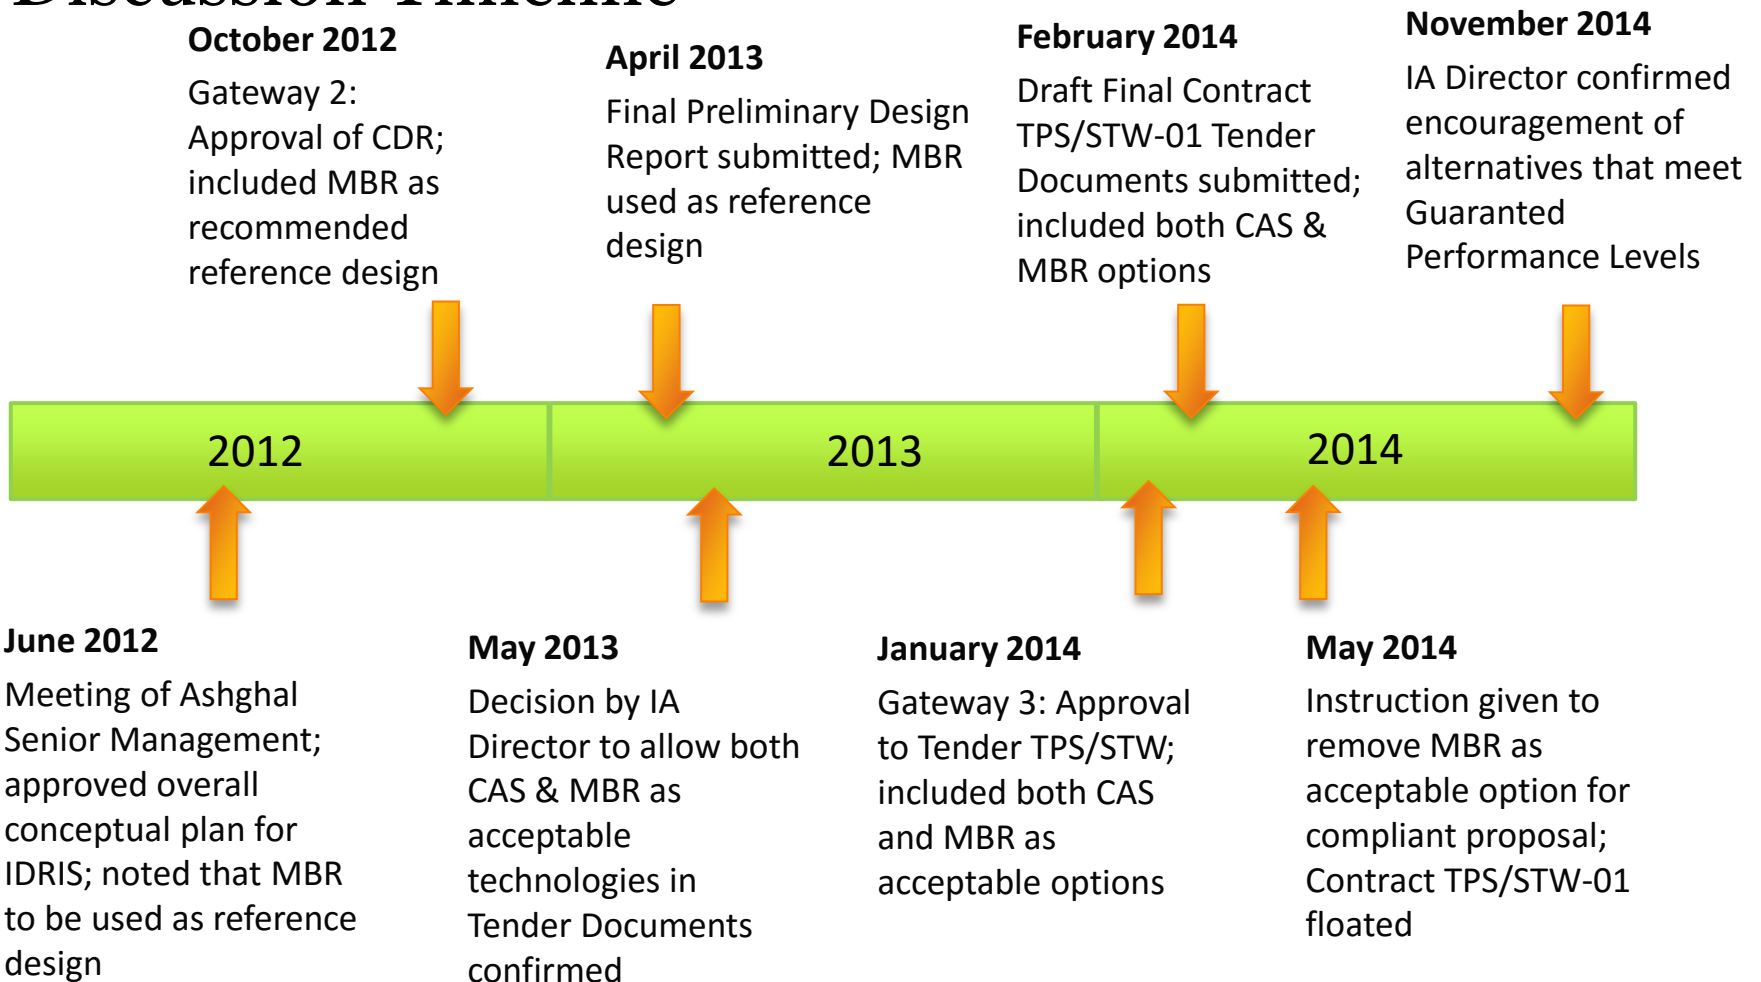 Discussion Timeline
October 2012
Gateway 2:
Approval of CDR;
included MBR as
recommended
reference design
April 2013
Final Preliminary Design
Report submitted; MBR
used as reference
design
February 2014
Draft Final Contract
TPS/STW-01 Tender
Documents submitted;
included both CAS &
MBR options
November 2014
IA Director confirmed
encouragement of
alternatives that meet
Guaranted
Performance Levels
2012
2013
2014
June 2012
Meeting of Ashghal
Senior Management;
approved overall
conceptual plan for
IDRIS; noted that MBR
to be used as reference
design
May 2013
Decision by IA
Director to allow both
CAS & MBR as
acceptable
technologies in
Tender Documents
confirmed
January 2014
Gateway 3: Approval
to Tender TPS/STW;
included both CAS
and MBR as
acceptable options
May 2014
Instruction given to
remove MBR as
acceptable option for
compliant proposal;
Contract TPS/STW-01
floated